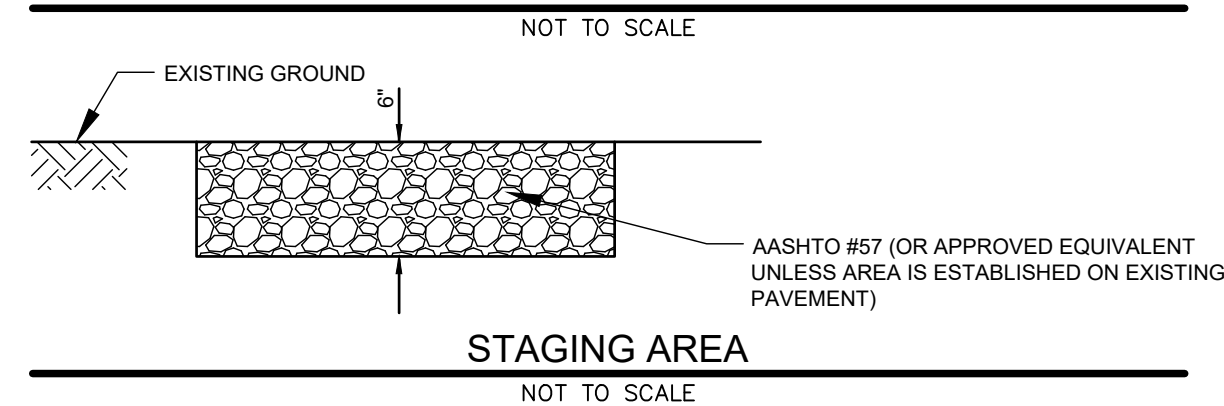 NOT TO SCALE
EXISTING GROUND
6"
AASHTO #57 (OR APPROVED EQUIVALENT
UNLESS AREA IS ESTABLISHED ON EXISTING
PAVEMENT)
STAGING AREA
NOT TO SCALE